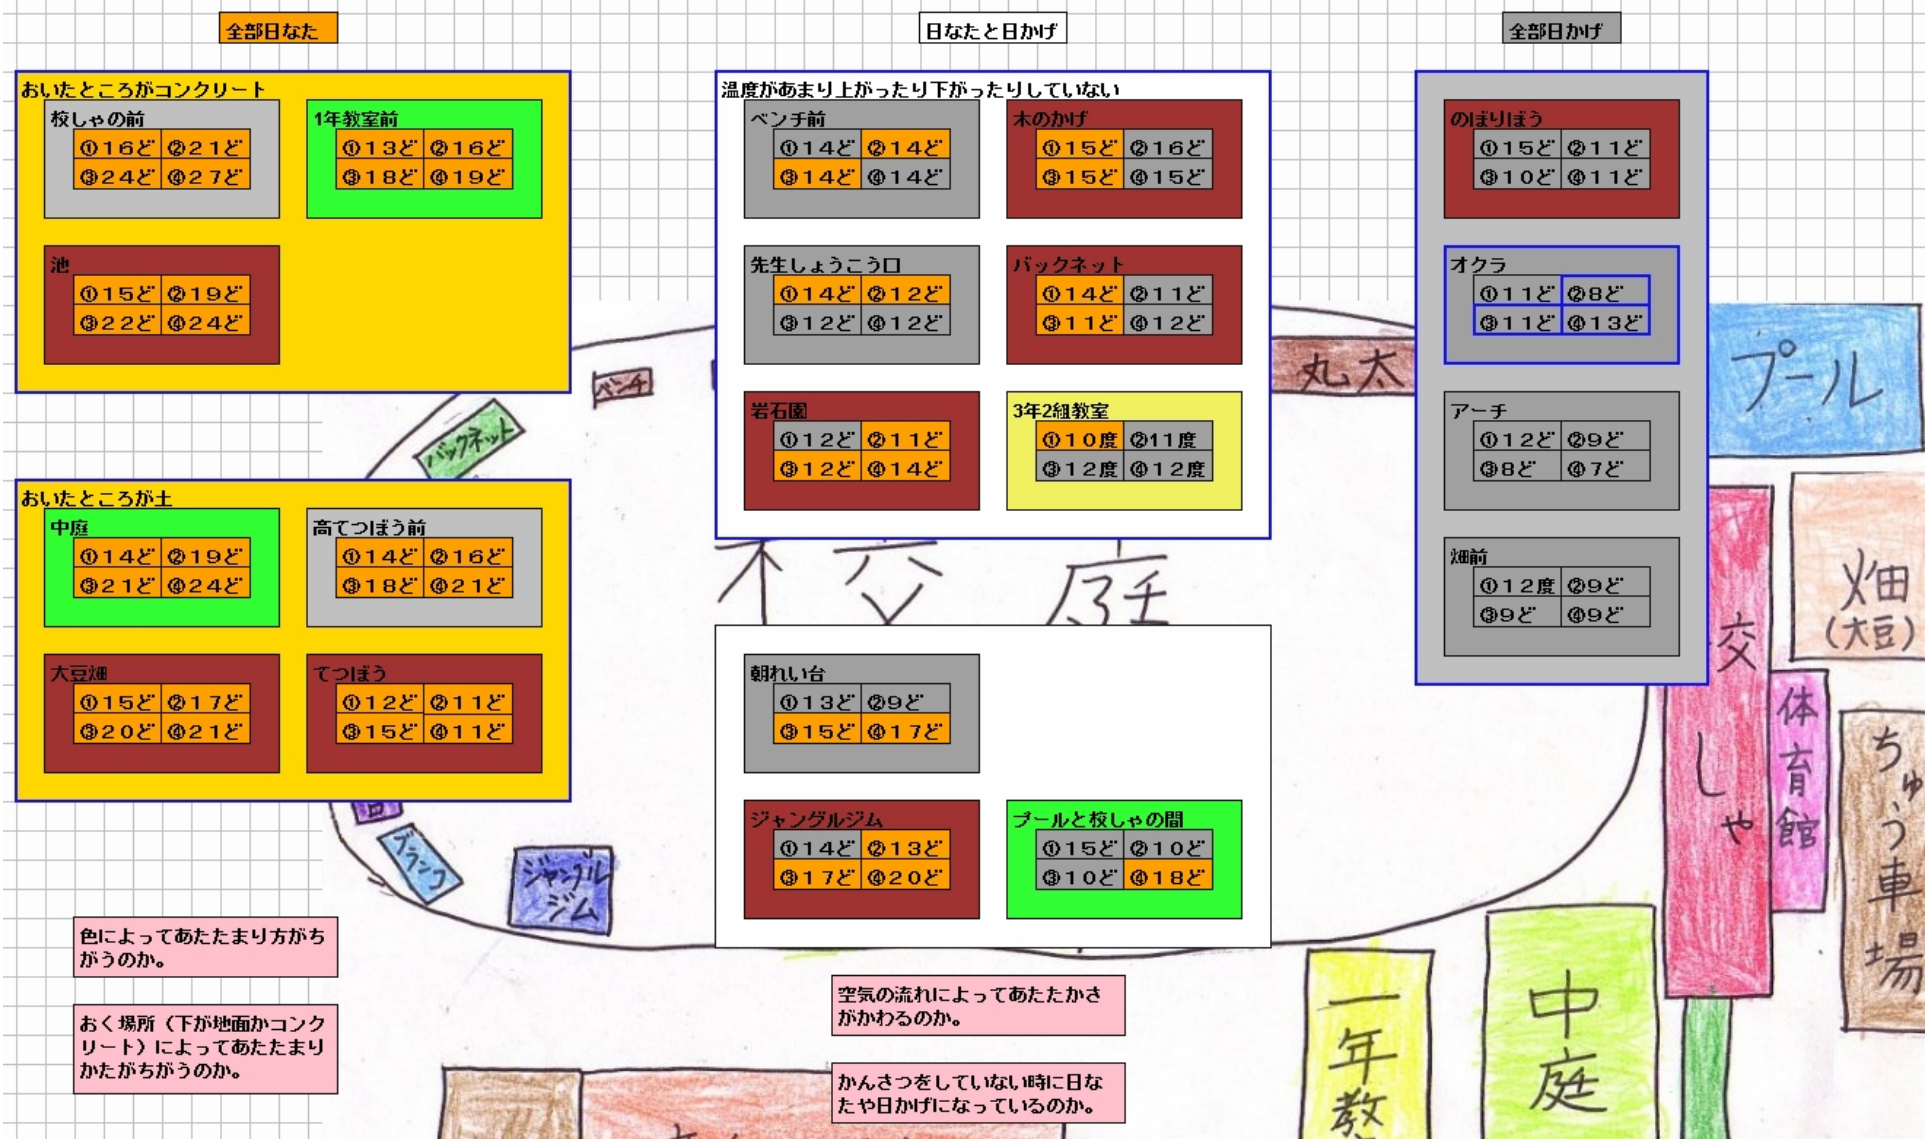 全部日なた
日なたと日かげ
全部日かげ
おいたところがコンクリート
校しゃの前
①16ど ②21ど
③24ど ④27ど
1年教室前
①13ど ②16ど
③18ど ④19ど
池
①15ど ②19ど
③22ど ④24ど
おいたところが土
中庭
①14ど ②19ど
③21ど ④24ど
高てつぼう前
①14ど ②16ど
③18ど ④21ど
大豆畑
①15ど ②17ど
③20ど ④21ど
てつぼう
①12ど ②11ど
③15ど ④11ど
温度があまり上がったり下がったりしていない
ベンチ前
①14ど ②14ど
③14ど ④14ど
木のかげ
①15ど ②16ど
③15ど ④15ど
先生しょうこう口
①14ど ②12ど
③12ど ④12ど
バックネット
①14ど ②11ど
③11ど ④12ど
岩石園
①12ど ②11ど
③12ど ④14ど
3年2組教室
①10度 ②11度
③12度 ④12度
朝れい台
①13ど ②9ど
③15ど ④17ど
ジャングルジム
①14ど ②13ど
③17ど ④20ど
プールと校しゃの間
①15ど ②10ど
③10ど ④18ど
のぼりぼう
①15ど ②11ど
③10ど ④11ど
オクラ
①11ど ②8ど
③11ど ④13ど
アーチ
①12ど ②9ど
③8ど ④7ど
畑前
①12度 ②9ど
③9ど ④9ど
ベンチ
バックネット
丸太
プール
校庭
畑
(大豆)
交しゃ
体育館
ちゅう車場
ブランコ
ジャングル
ジム
一年教
中庭
色によってあたたまり方がち
がうのか。
おく場所（下が地面かコンク
リート）によってあたたまり
かたがちがうのか。
空気の流れによってあたたかさ
がかわるのか。
かんさつをしていない時に日な
たや日かげになっているのか。